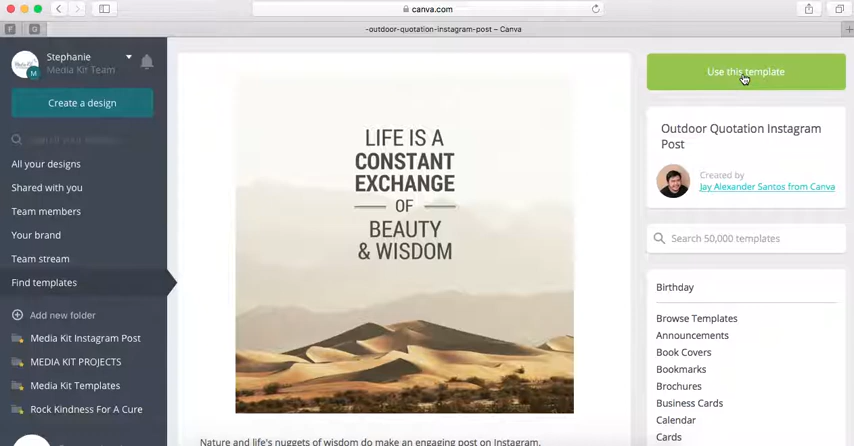 canva.com
-outdoor-quotation-instagram-post – Canva
Stephanie
Media Kit Team
Create a design
All your designs
Shared with you
Team members
Your brand
Team stream
Find templates
Add new folder
Media Kit Instagram Post
MEDIA KIT PROJECTS
Media Kit Templates
Rock Kindness For A Cure
LIFE IS A
CONSTANT
EXCHANGE
OF
BEAUTY
& WISDOM
Nature and life's nuggets of wisdom do make an engaging post on Instagram.
Use this template
Outdoor Quotation Instagram
Post
Created by
Jay Alexander Santos from Canva
Search 50,000 templates
Birthday
Browse Templates
Announcements
Book Covers
Bookmarks
Brochures
Business Cards
Calendar
Cards